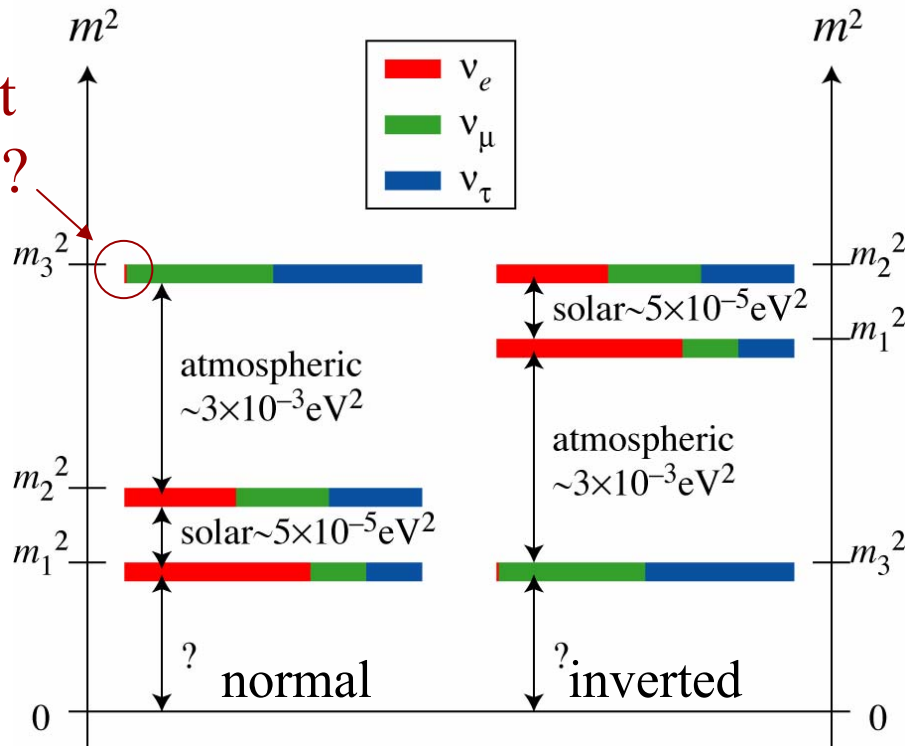 m²
m²
t
?
νₑ
ν_μ
ν_τ
m₃²
m₂²
solar~5×10⁻⁵eV²
m₁²
atmospheric
~3×10⁻³eV²
atmospheric
~3×10⁻³eV²
m₂²
solar~5×10⁻⁵eV²
m₁²
m₃²
?
normal
?
inverted
0
0